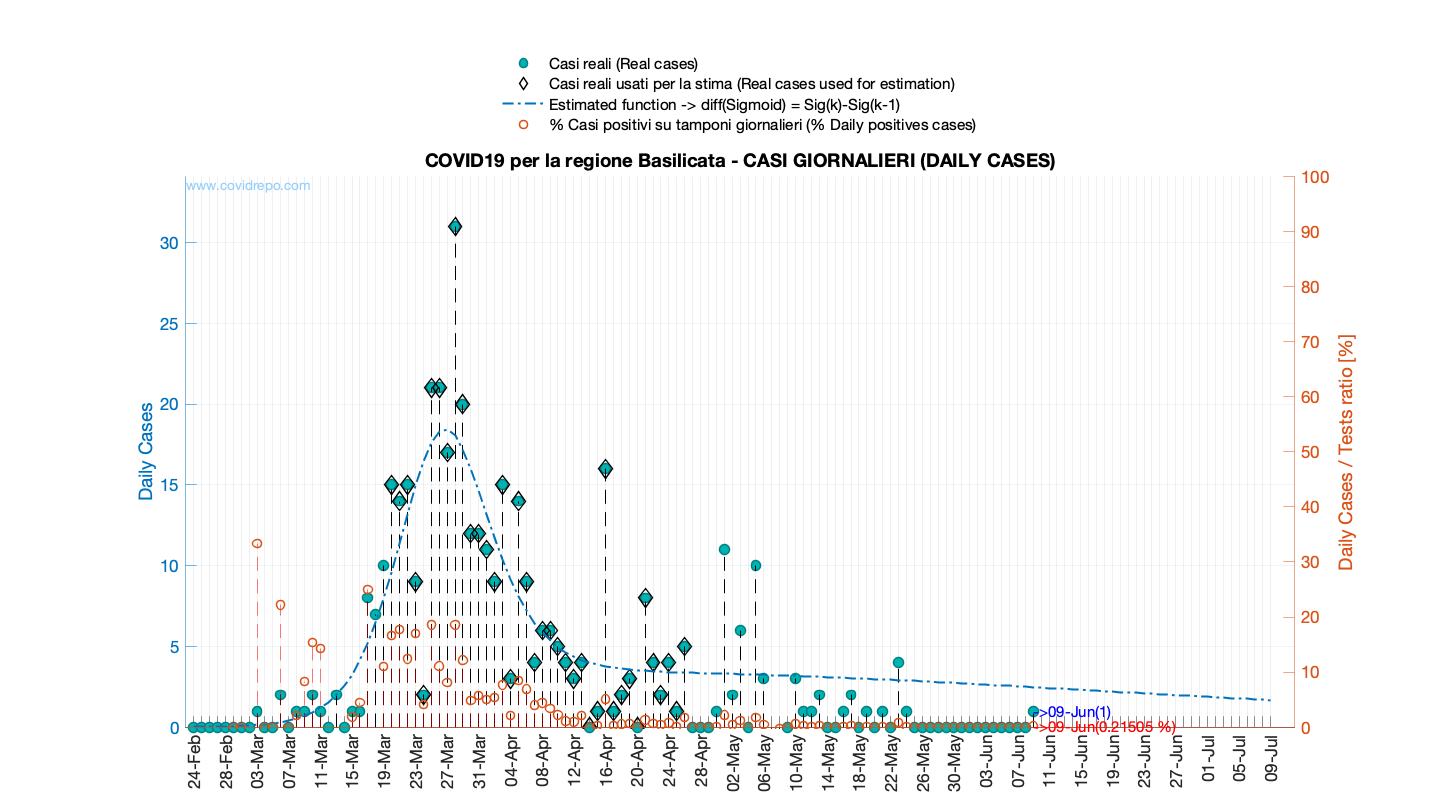 Casi reali (Real cases)
Casi reali usati per la stima (Real cases used for estimation)
Estimated function -> diff(Sigmoid) = Sig(k)-Sig(k-1)
% Casi positivi su tamponi giornalieri (% Daily positives cases)
COVID19 per la regione Basilicata - CASI GIORNALIERI (DAILY CASES)
www.covidrepo.com
Daily Cases
30
25
20
15
10
5
0
100
90
80
70
60
50
40
30
20
10
0
Daily Cases / Tests ratio [%]
->09-Jun(1)
->09-Jun(0.21505 %)
24-Feb
28-Feb
03-Mar
07-Mar
11-Mar
15-Mar
19-Mar
23-Mar
27-Mar
31-Mar
04-Apr
08-Apr
12-Apr
16-Apr
20-Apr
24-Apr
28-Apr
02-May
06-May
10-May
14-May
18-May
22-May
26-May
30-May
03-Jun
07-Jun
11-Jun
15-Jun
19-Jun
23-Jun
27-Jun
01-Jul
05-Jul
09-Jul